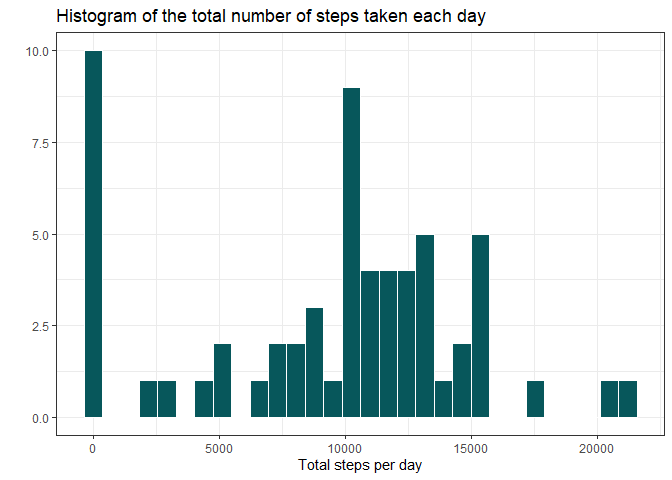 Histogram of the total number of steps taken each day
10.0
7.5
5.0
2.5
0.0
0 5000 10000 15000 20000
Total steps per day